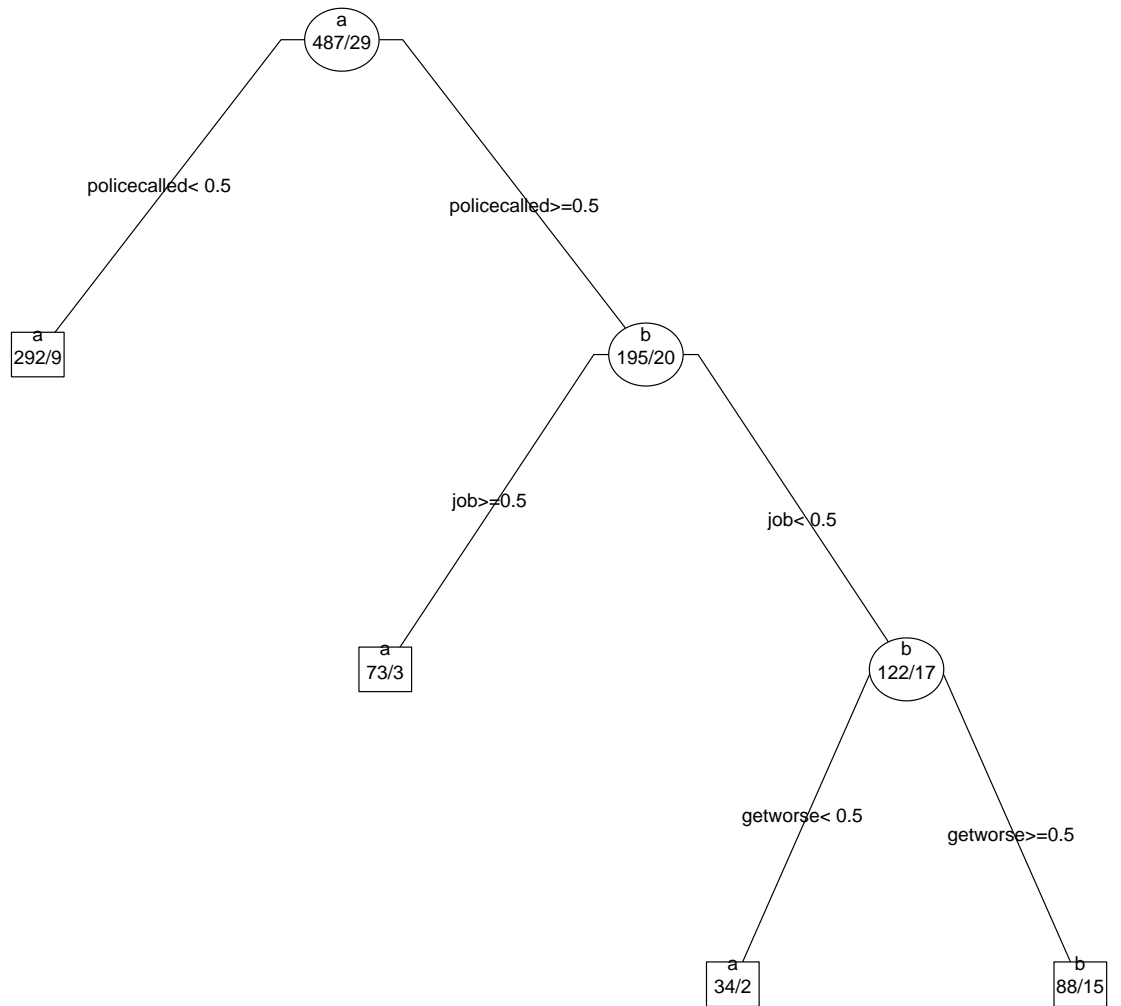 a
487/29
policecalled< 0.5
policecalled>=0.5
a
292/9
b
195/20
job>=0.5
job< 0.5
a
73/3
b
122/17
getworse< 0.5
getworse>=0.5
a
34/2
b
88/15